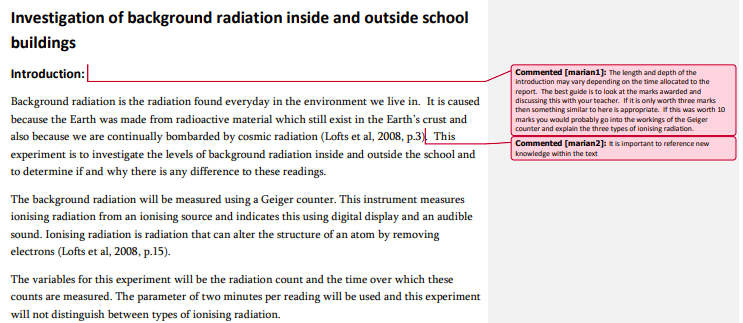 Investigation of background radiation inside and outside school
buildings
Introduction:
Background radiation is the radiation found everyday in the environment we live in.  It is caused
because the Earth was made from radioactive material which still exist in the Earth's crust and
also because we are continually bombarded by cosmic radiation (Lofts et al, 2008, p.3).  This
experiment is to investigate the levels of background radiation inside and outside the school and
to determine if and why there is any difference to these readings.
The background radiation will be measured using a Geiger counter. This instrument measures
ionising radiation from an ionising source and indicates this using digital display and an audible
sound. Ionising radiation is radiation that can alter the structure of an atom by removing
electrons (Lofts et al, 2008, p.15).
The variables for this experiment will be the radiation count and the time over which these
counts are measured. The parameter of two minutes per reading will be used and this experiment
will not distinguish between types of ionising radiation.
Commented [marian1]: The length and depth of the
introduction may vary depending on the time allocated to the
report.  The best guide is to look at the marks awarded and
discussing this with your teacher.  If it is only worth three marks
then something similar to here is appropriate.  If this was worth 10
marks you would probably go into the workings of the Geiger
counter and explain the three types of ionising radiation.
Commented [marian2]: It is important to reference new
knowledge within the text